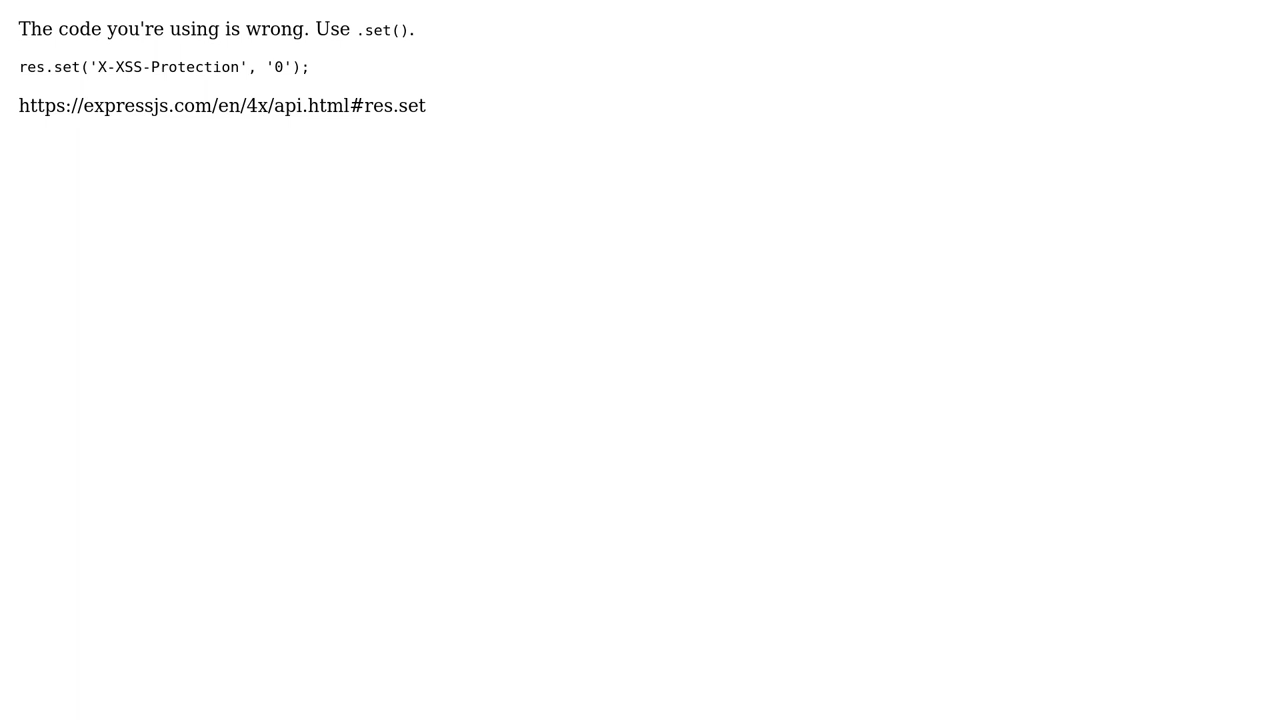 The code you're using is wrong. Use .set().
res.set('X-XSS-Protection', '0');
https://expressjs.com/en/4x/api.html#res.set